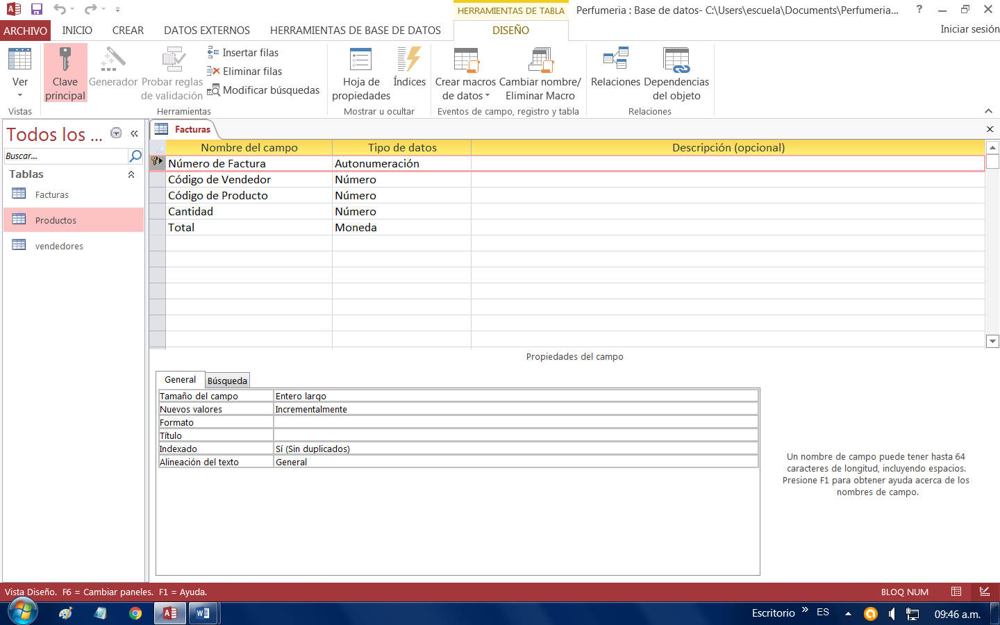 HERRAMIENTAS DE TABLA
Perfumeria : Base de datos- C:\Users\escuela\Documents\Perfumeria...
?
ARCHIVO
INICIO
CREAR
DATOS EXTERNOS
HERRAMIENTAS DE BASE DE DATOS
DISEÑO
Iniciar sesión
Ver
Clave
principal
Generador
Probar reglas
de validación
Insertar filas
Eliminar filas
Modificar búsquedas
Hoja de
propiedades
Índices
Crear macros
de datos
Cambiar nombre/
Eliminar Macro
Relaciones
Dependencias
del objeto
Vistas
Herramientas
Mostrar u ocultar
Eventos de campo, registro y tabla
Relaciones
Todos los ...
Buscar...
Tablas
Facturas
Productos
vendedores
Facturas
Nombre del campo
Tipo de datos
Descripción (opcional)
Número de Factura
Autonumeración
Código de Vendedor
Número
Código de Producto
Número
Cantidad
Número
Total
Moneda
Propiedades del campo
General
Búsqueda
Tamaño del campo
Entero largo
Nuevos valores
Incrementalmente
Formato
Título
Indexado
Sí (Sin duplicados)
Alineación del texto
General
Un nombre de campo puede tener hasta 64
caracteres de longitud, incluyendo espacios.
Presione F1 para obtener ayuda acerca de los
nombres de campo.
Vista Diseño.  F6 = Cambiar paneles.  F1 = Ayuda.
BLOQ NUM
Escritorio
ES
09:46 a.m.